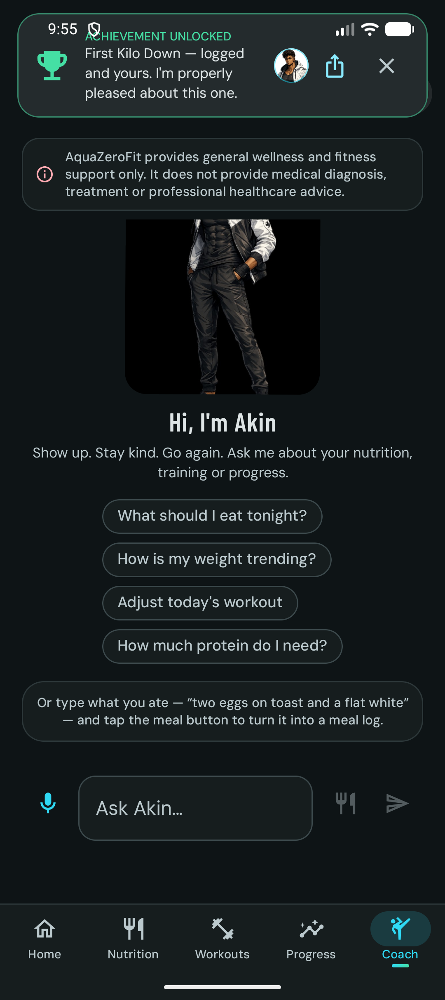 9:55
ACHIEVEMENT UNLOCKED
First Kilo Down — logged
and yours. I'm properly
pleased about this one.
AquaZeroFit provides general wellness and fitness
support only. It does not provide medical diagnosis,
treatment or professional healthcare advice.
Hi, I'm Akin
Show up. Stay kind. Go again. Ask me about your nutrition,
training or progress.
What should I eat tonight?
How is my weight trending?
Adjust today's workout
How much protein do I need?
Or type what you ate — “two eggs on toast and a flat white”
— and tap the meal button to turn it into a meal log.
Ask Akin…
Home
Nutrition
Workouts
Progress
Coach